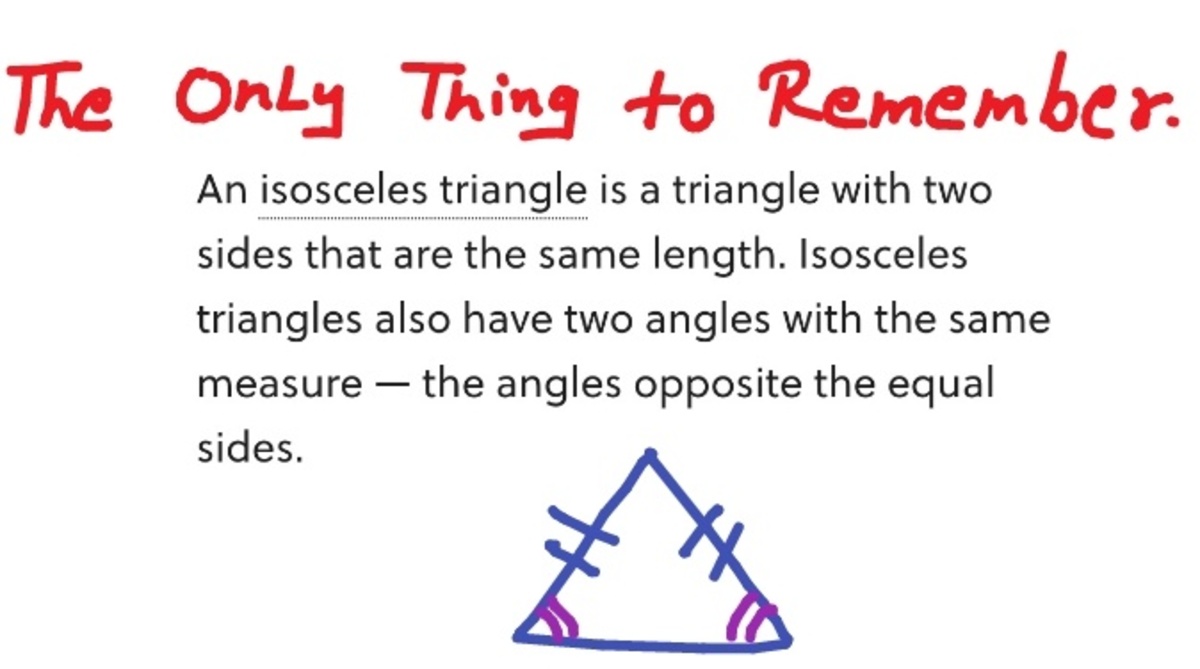 The Only Thing to Remember.
An isosceles triangle is a triangle with two
sides that are the same length. Isosceles
triangles also have two angles with the same
measure — the angles opposite the equal
sides.